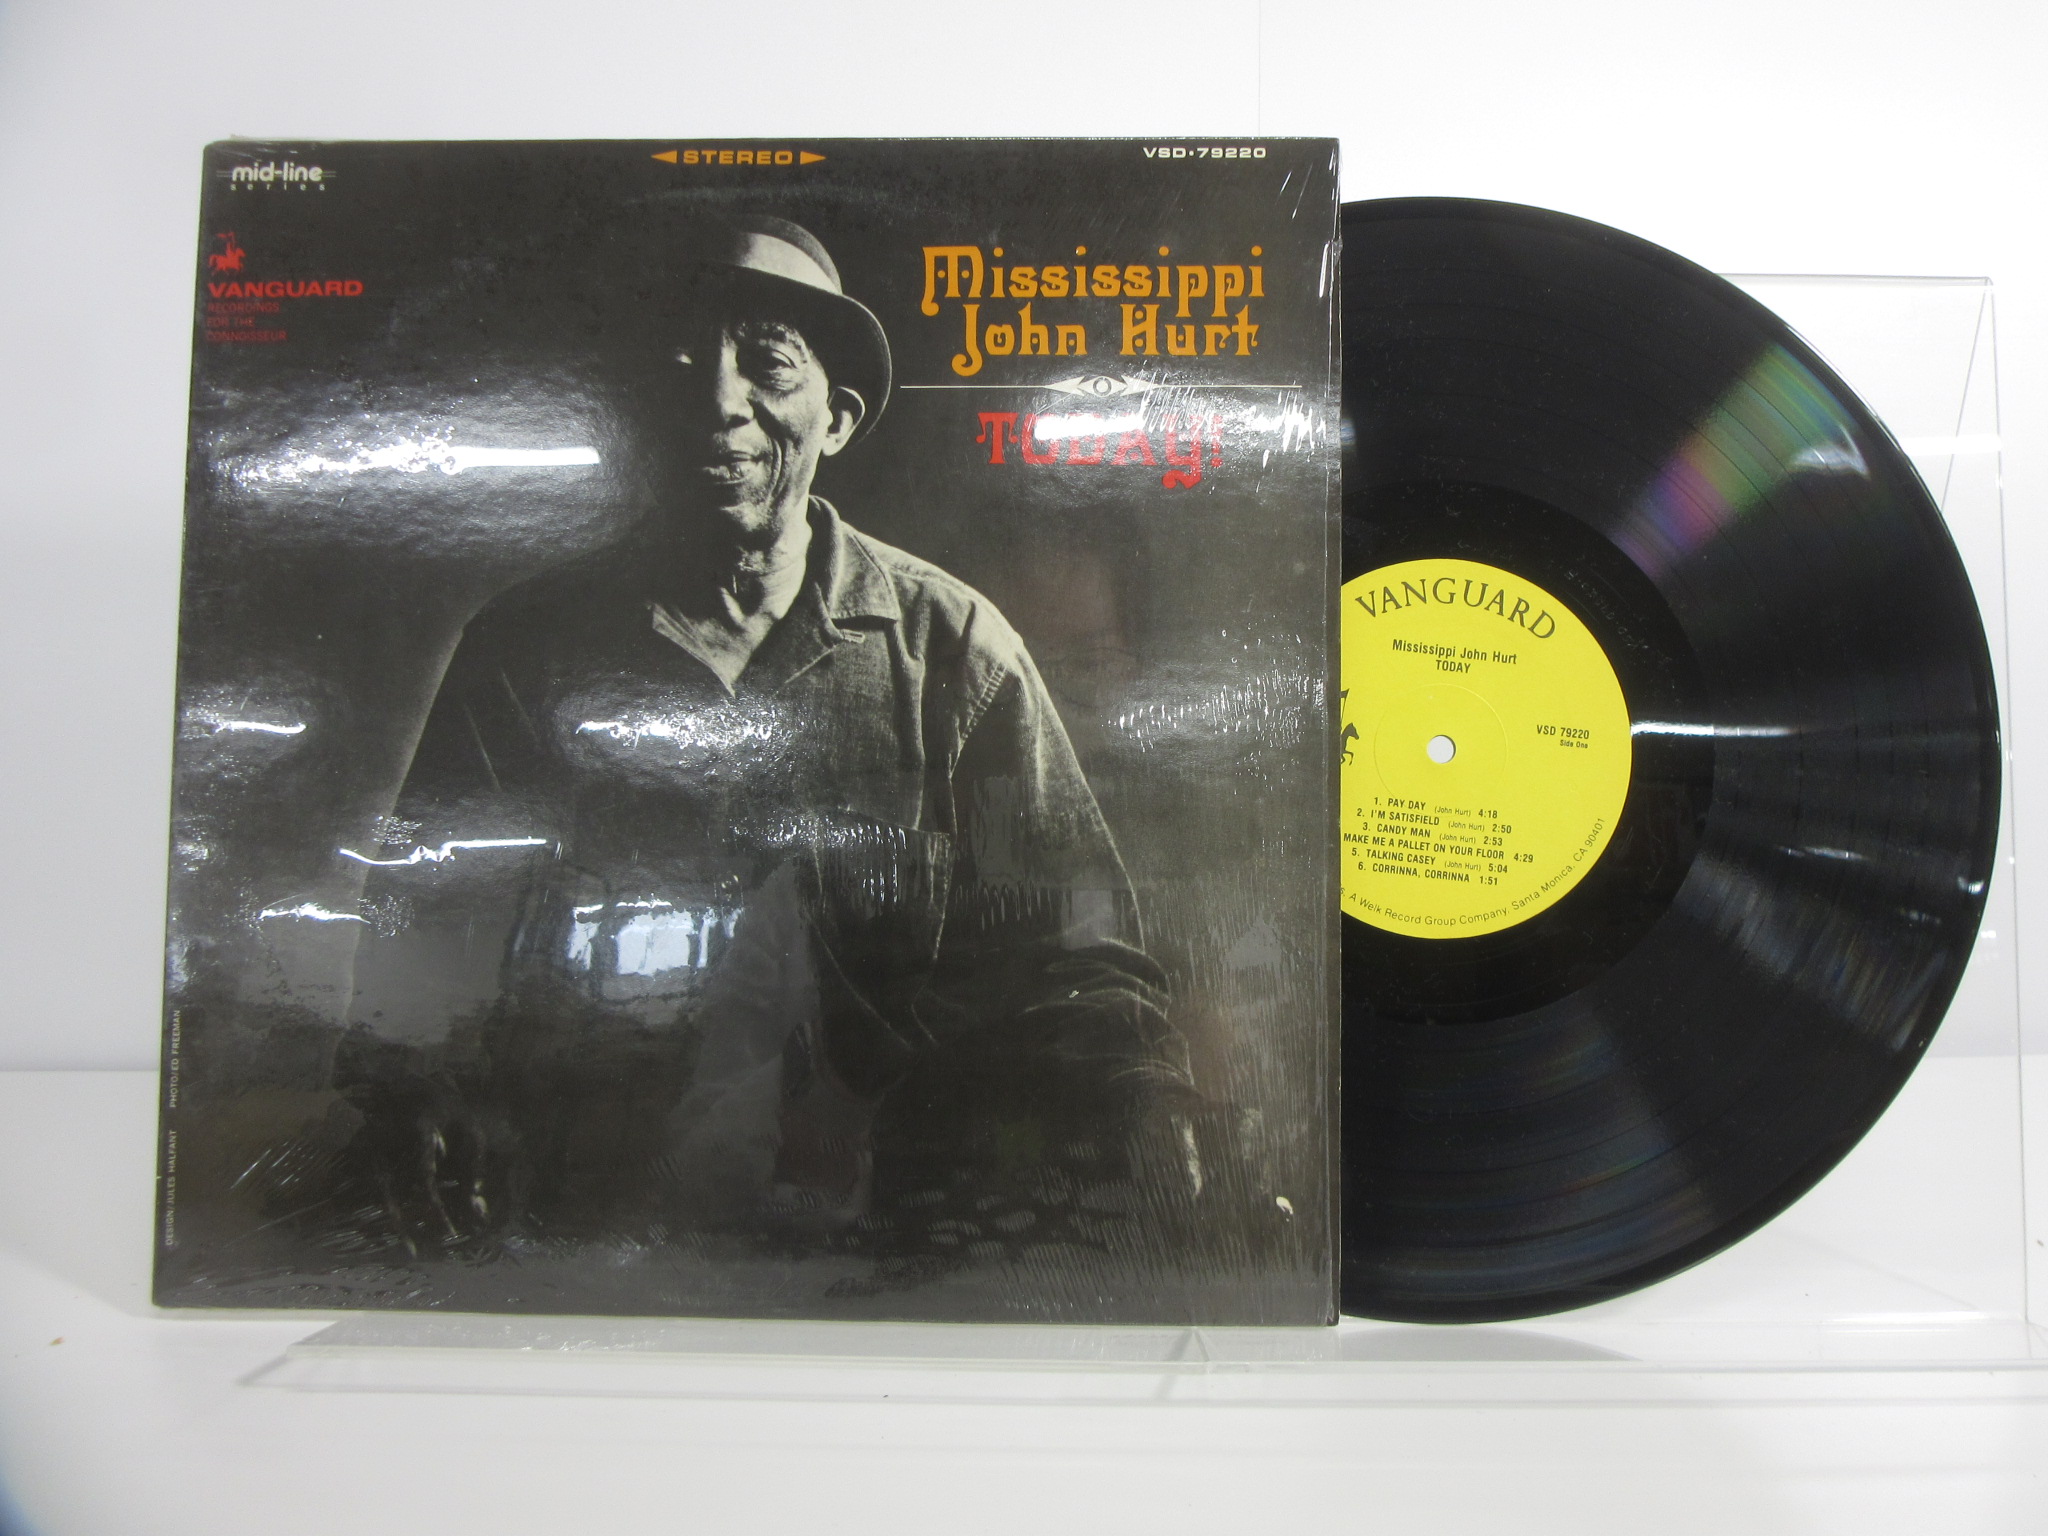 mid-line
series
STEREO
VSD•79220
VANGUARD
RECORDINGS
FOR THE
CONNOISSEUR
Mississippi
John Hurt
TODAY!
PHOTO/ED FREEMAN
DESIGN/JULES HALFANT
VANGUARD
Mississippi John Hurt
TODAY
VSD 79220
Side One
1. PAY DAY (John Hurt) 4:18
2. I'M SATISFIELD (John Hurt) 2:50
3. CANDY MAN (John Hurt) 2:53
MAKE ME A PALLET ON YOUR FLOOR 4:29
5. TALKING CASEY (John Hurt) 5:04
6. CORRINNA, CORRINNA 1:51
s. A Welk Record Group Company, Santa Monica, CA 90401